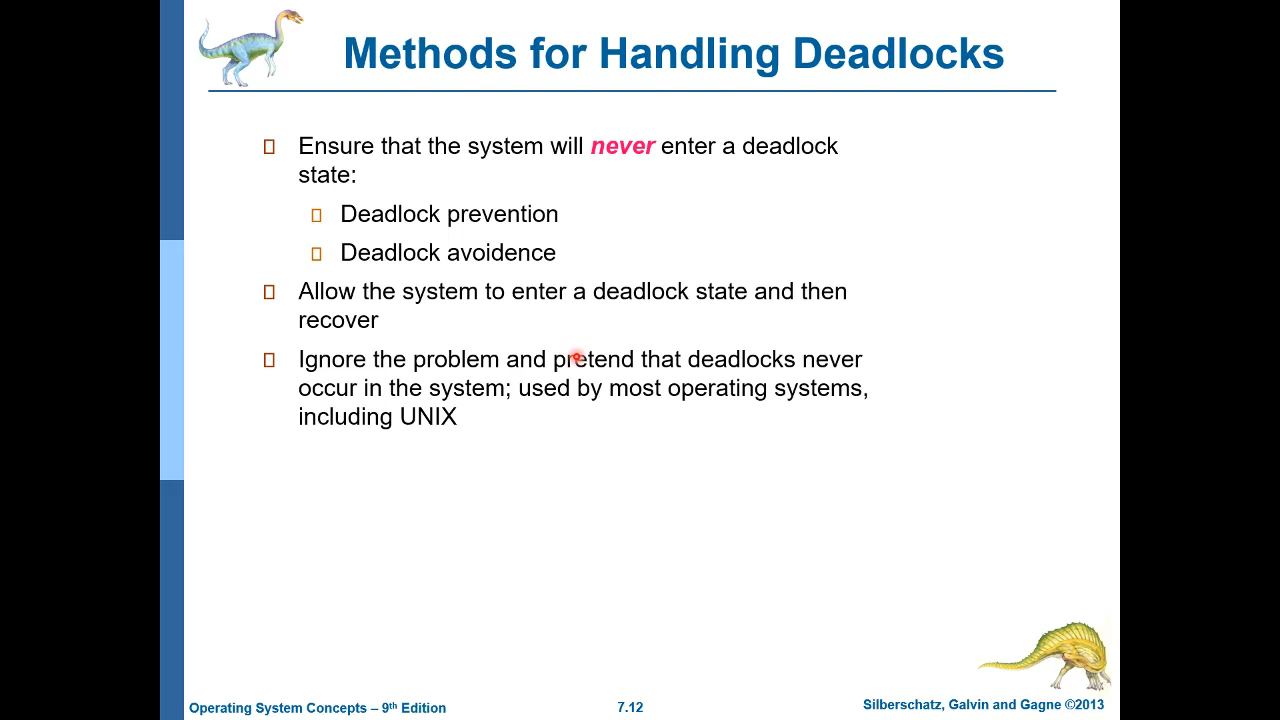 Methods for Handling Deadlocks
Ensure that the system will never enter a deadlock
state:
Deadlock prevention
Deadlock avoidence
Allow the system to enter a deadlock state and then
recover
Ignore the problem and pretend that deadlocks never
occur in the system; used by most operating systems,
including UNIX
Operating System Concepts – 9th Edition
7.12
Silberschatz, Galvin and Gagne ©2013